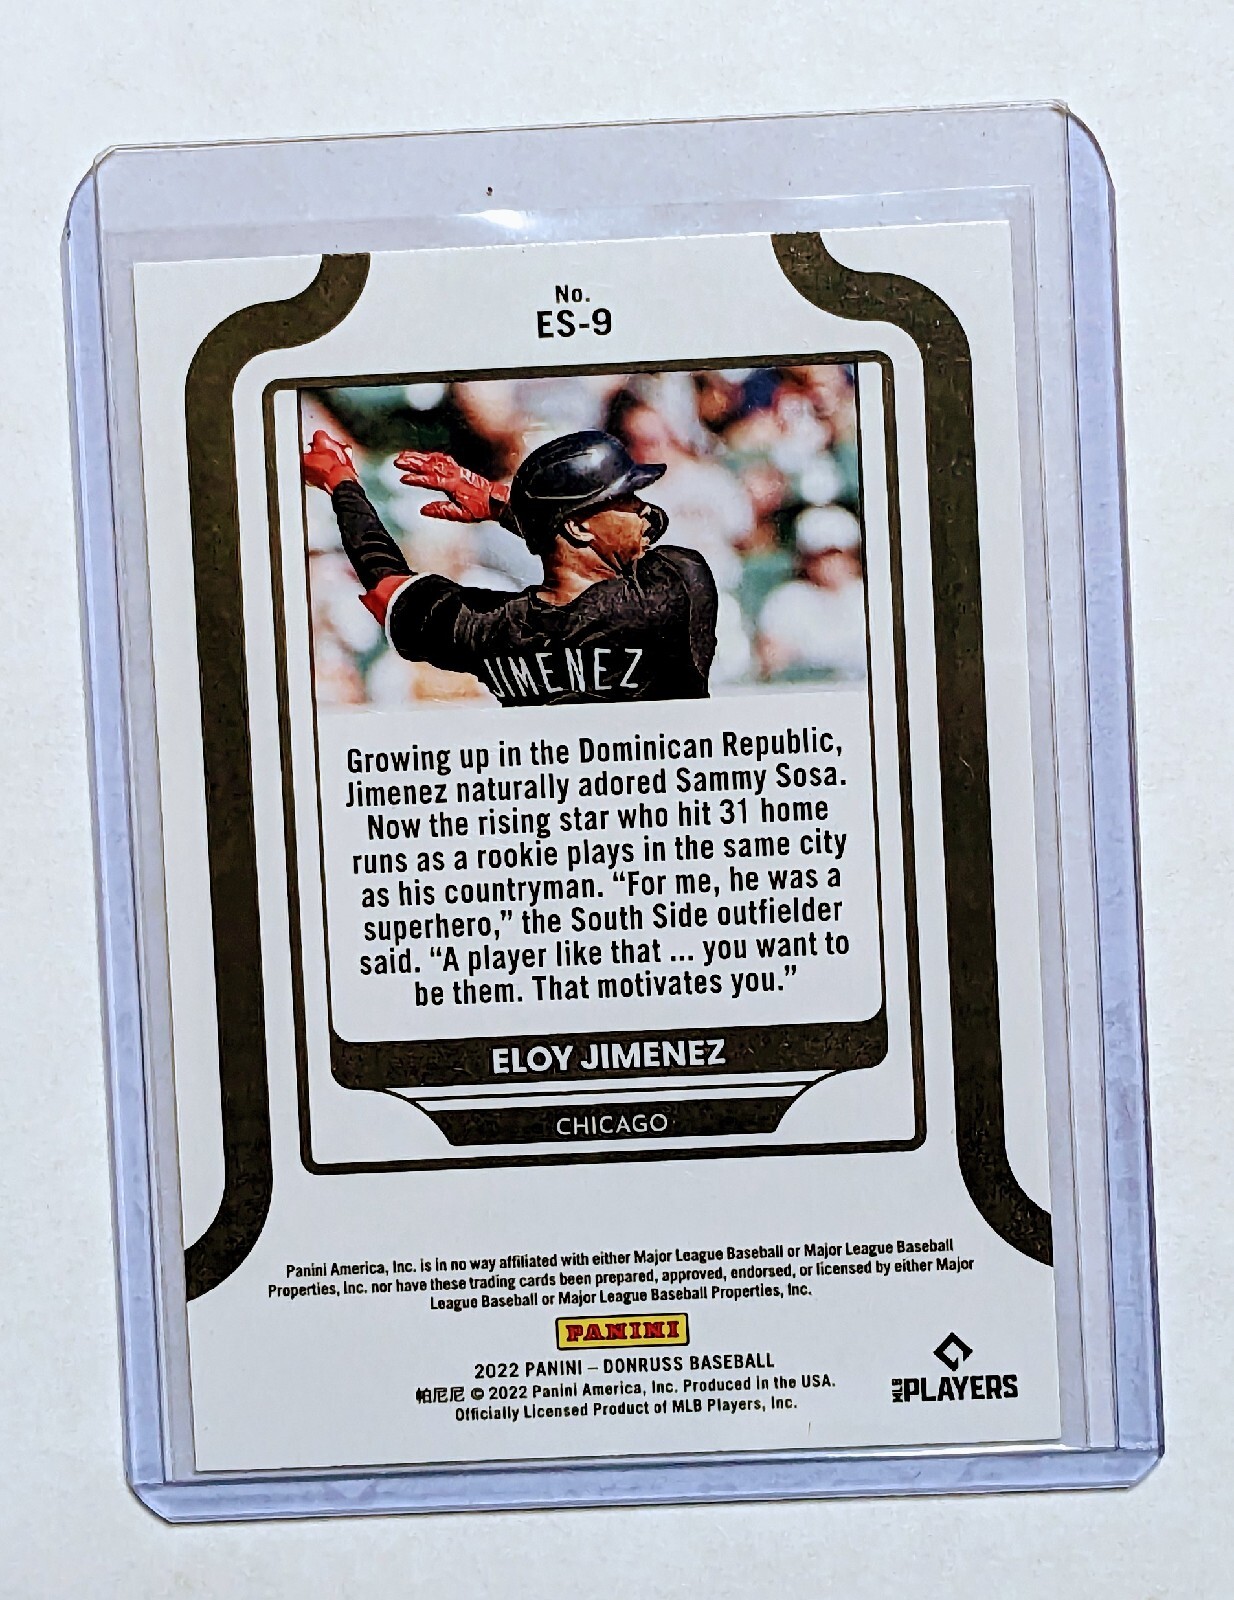 No.
ES-9
JIMENEZ
Growing up in the Dominican Republic,
Jimenez naturally adored Sammy Sosa.
Now the rising star who hit 31 home
runs as a rookie plays in the same city
as his countryman. “For me, he was a
superhero,” the South Side outfielder
said. “A player like that ... you want to
be them. That motivates you.”
ELOY JIMENEZ
CHICAGO
Panini America, Inc. is in no way affiliated with either Major League Baseball or Major League Baseball
Properties, Inc. nor have these trading cards been prepared, approved, endorsed, or licensed by either Major
League Baseball or Major League Baseball Properties, Inc.
PANINI
2022 PANINI – DONRUSS BASEBALL
帕尼尼 © 2022 Panini America, Inc. Produced in the USA.
Officially Licensed Product of MLB Players, Inc.
MLB PLAYERS